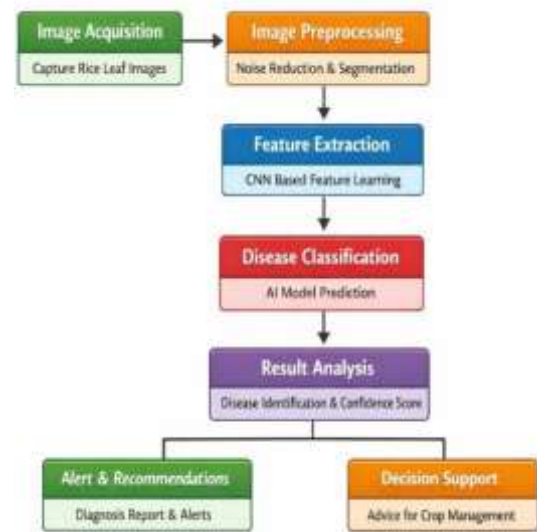 Image Acquisition
Capture Rice Leaf Images
Image Preprocessing
Noise Reduction & Segmentation
Feature Extraction
CNN Based Feature Learning
Disease Classification
AI Model Prediction
Result Analysis
Disease Identification & Confidence Score
Alert & Recommendations
Diagnosis Report & Alerts
Decision Support
Advice for Crop Management